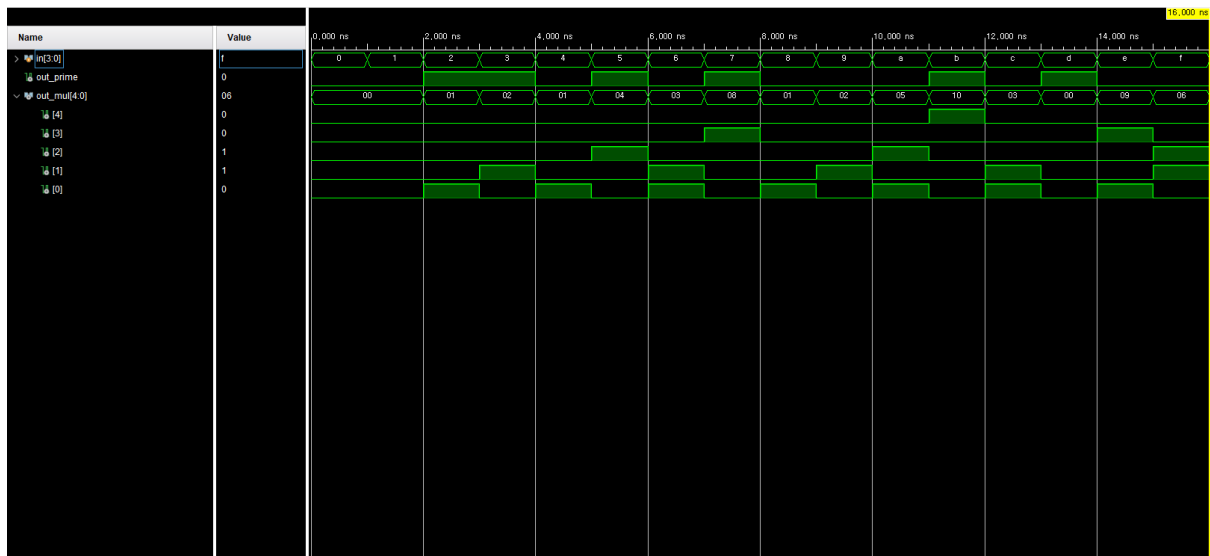 16,000 ns
Name Value
0,000 ns 2,000 ns 4,000 ns 6,000 ns 8,000 ns 10,000 ns 12,000 ns 14,000 ns
in[3:0] f 0 1 2 3 4 5 6 7 8 9 a b c d e f
out_prime 0
out_mul[4:0] 06 00 01 02 01 04 03 08 01 02 05 10 03 00 09 06
[4] 0
[3] 0
[2] 1
[1] 1
[0] 0